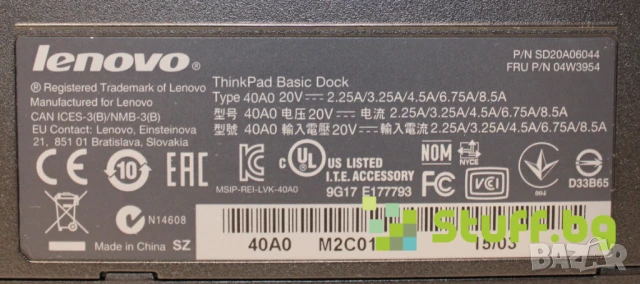 lenovo®
P/N SD20A06044
FRU P/N 04W3954
® Registered Trademark of Lenovo
Manufactured for Lenovo
CAN ICES-3(B)/NMB-3(B)
EU Contact: Lenovo, Einsteinova
21, 851 01 Bratislava, Slovakia
ThinkPad Basic Dock
Type 40A0 20V⎓ 2.25A/3.25A/4.5A/6.75A/8.5A
型号 40A0 电压 20V⎓ 电流 2.25A/3.25A/4.5A/6.75A/8.5A
型號 40A0 輸入電壓 20V⎓ 輸入電流 2.25A/3.25A/4.5A/6.75A/8.5A
10
EAC
MSIP-REI-LVK-40A0
c UL US LISTED
I.T.E. ACCESSORY
9G17 E177793
NOM
NYCE
FC
VCI
D33B65
N14608
Made in China SZ
40A0 M2C01
15/03
Stuff.bg
bazar